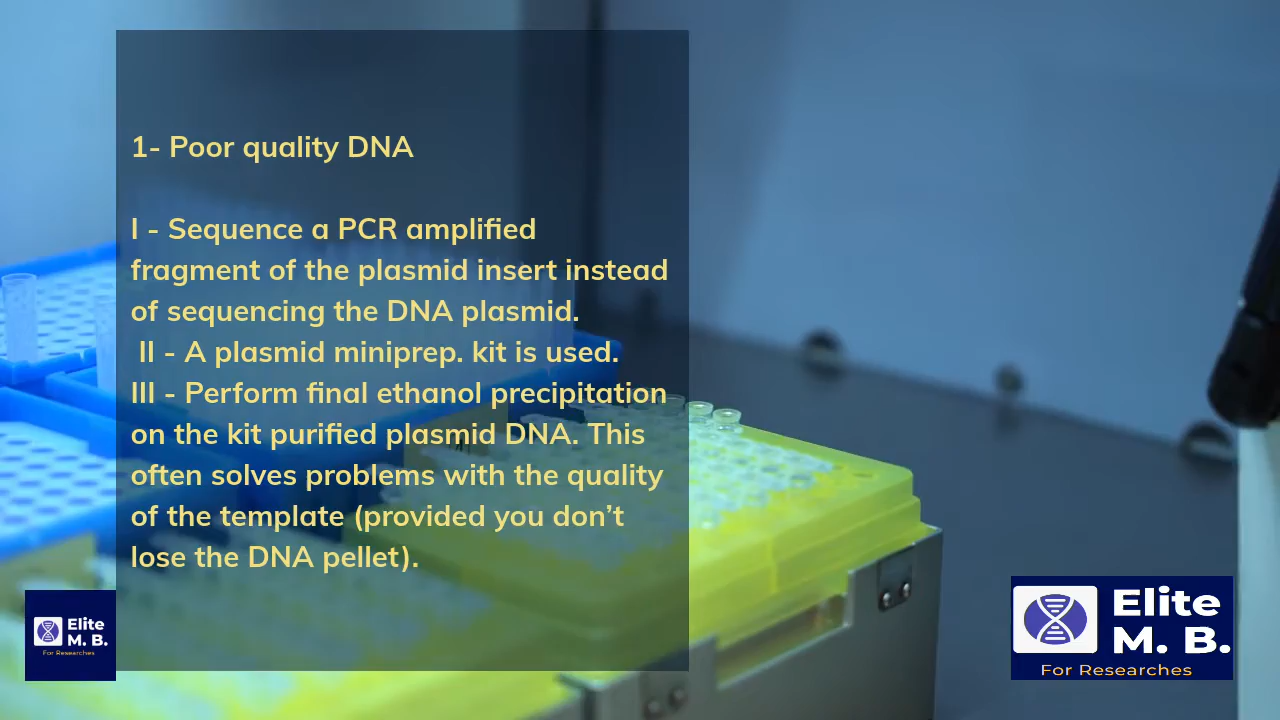 1- Poor quality DNA
I - Sequence a PCR amplified
fragment of the plasmid insert instead
of sequencing the DNA plasmid.
II - A plasmid miniprep. kit is used.
III - Perform final ethanol precipitation
on the kit purified plasmid DNA. This
often solves problems with the quality
of the template (provided you don’t
lose the DNA pellet).
Elite
M. B.
For Researches
Elite
M. B.
For Researches